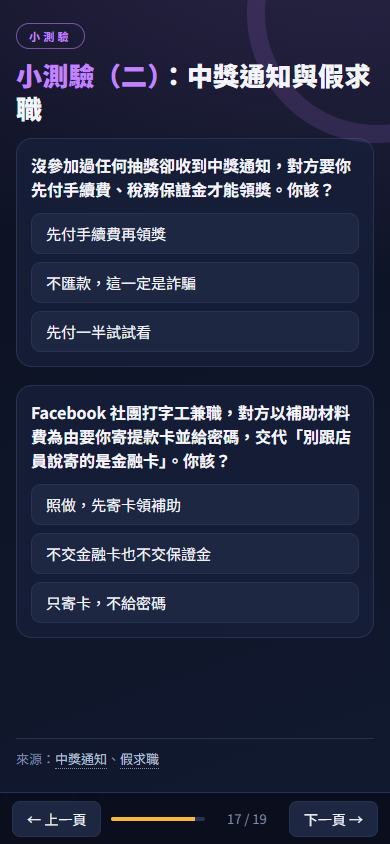 小測驗
小測驗（二）：中獎通知與假求
職
沒參加過任何抽獎卻收到中獎通知，對方要你
先付手續費、稅務保證金才能領獎。你該？
先付手續費再領獎
不匯款，這一定是詐騙
先付一半試試看
Facebook 社團打字工兼職，對方以補助材料
費為由要你寄提款卡並給密碼，交代「別跟店
員說寄的是金融卡」。你該？
照做，先寄卡領補助
不交金融卡也不交保證金
只寄卡，不給密碼
來源：中獎通知、假求職
← 上一頁
17 / 19
下一頁 →